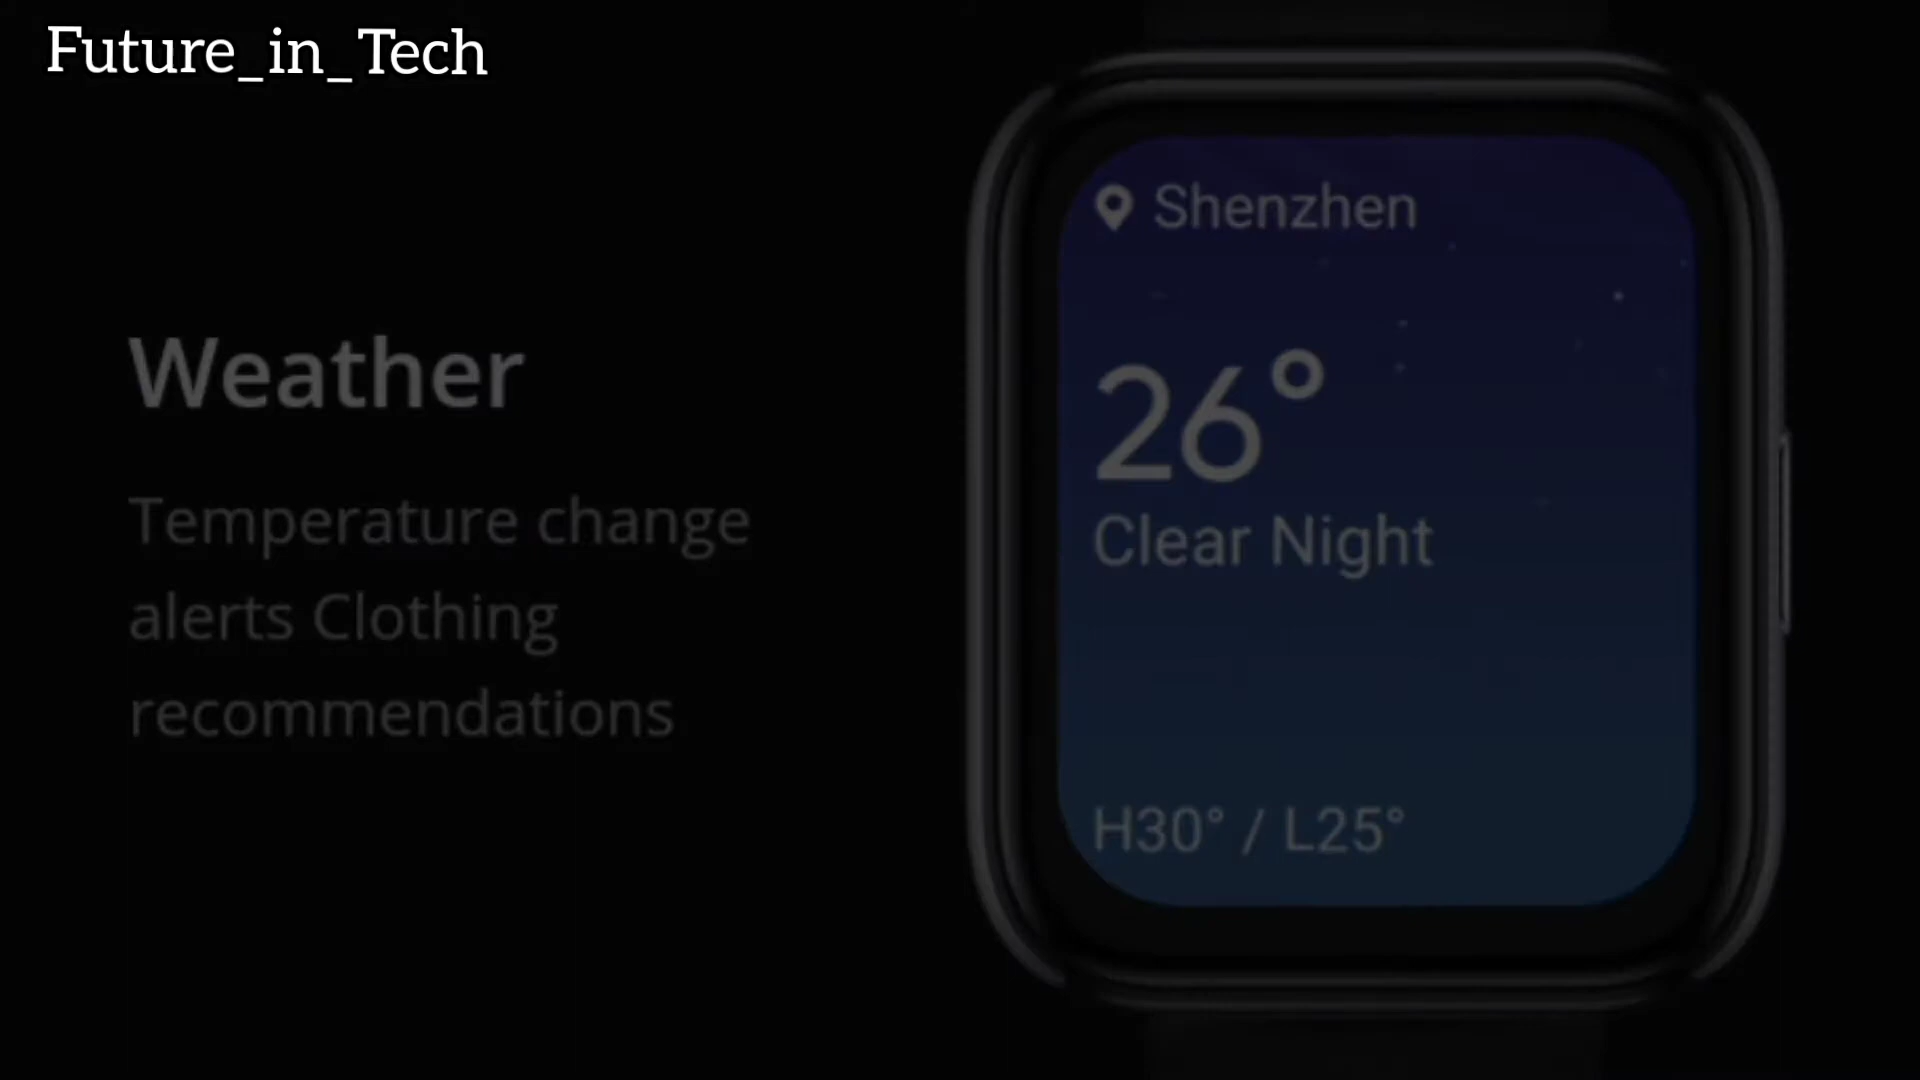 Future_in_Tech
Weather
Temperature change
alerts Clothing
recommendations
Shenzhen
26°
Clear Night
H30° / L25°